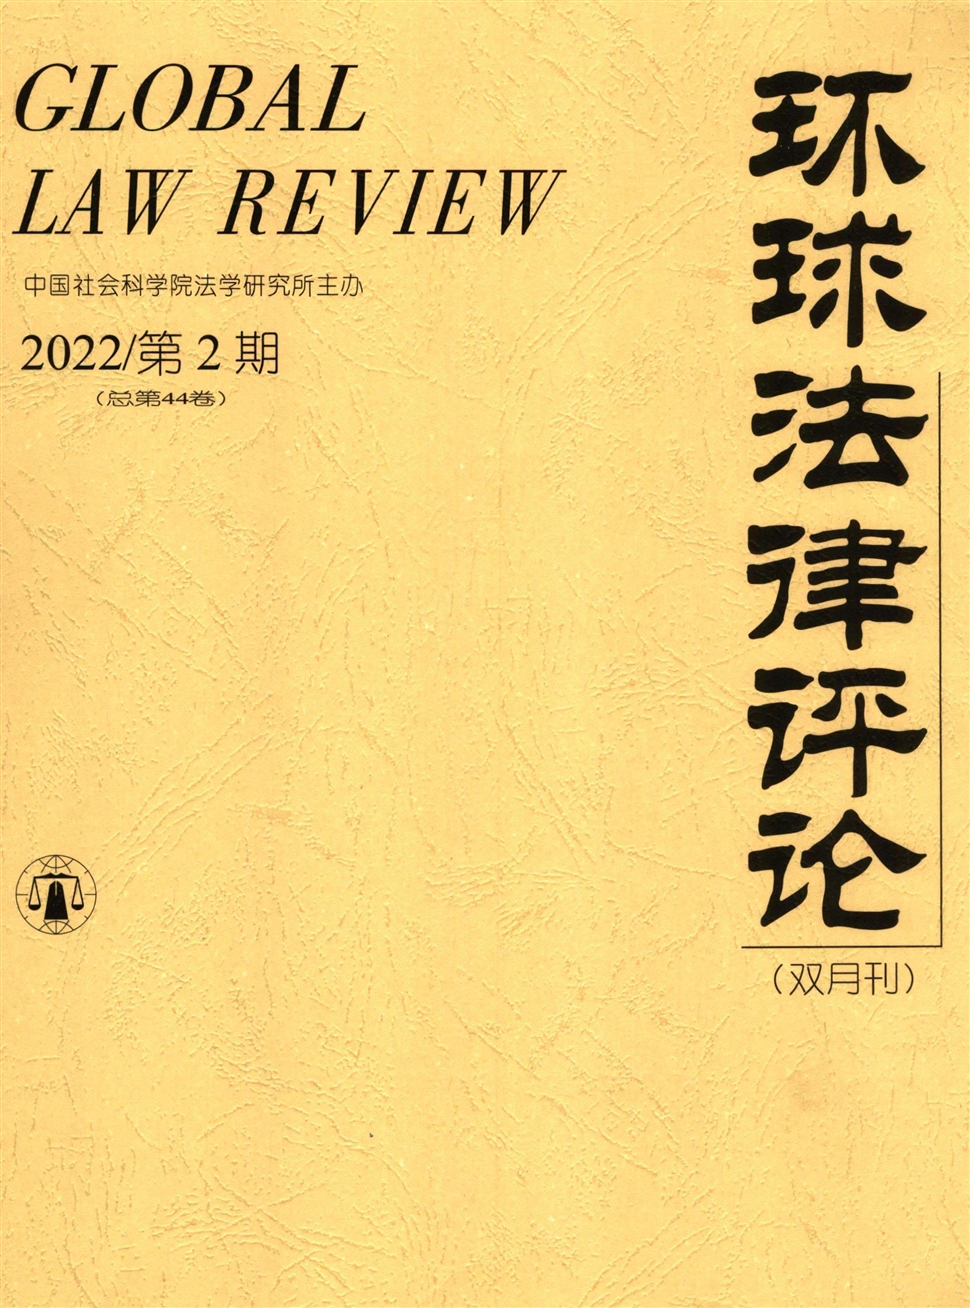 GLOBAL
LAW REVIEW
中国社会科学院法学研究所主办
2022/第 2 期
（总第44卷）
环球法律评论
（双月刊）